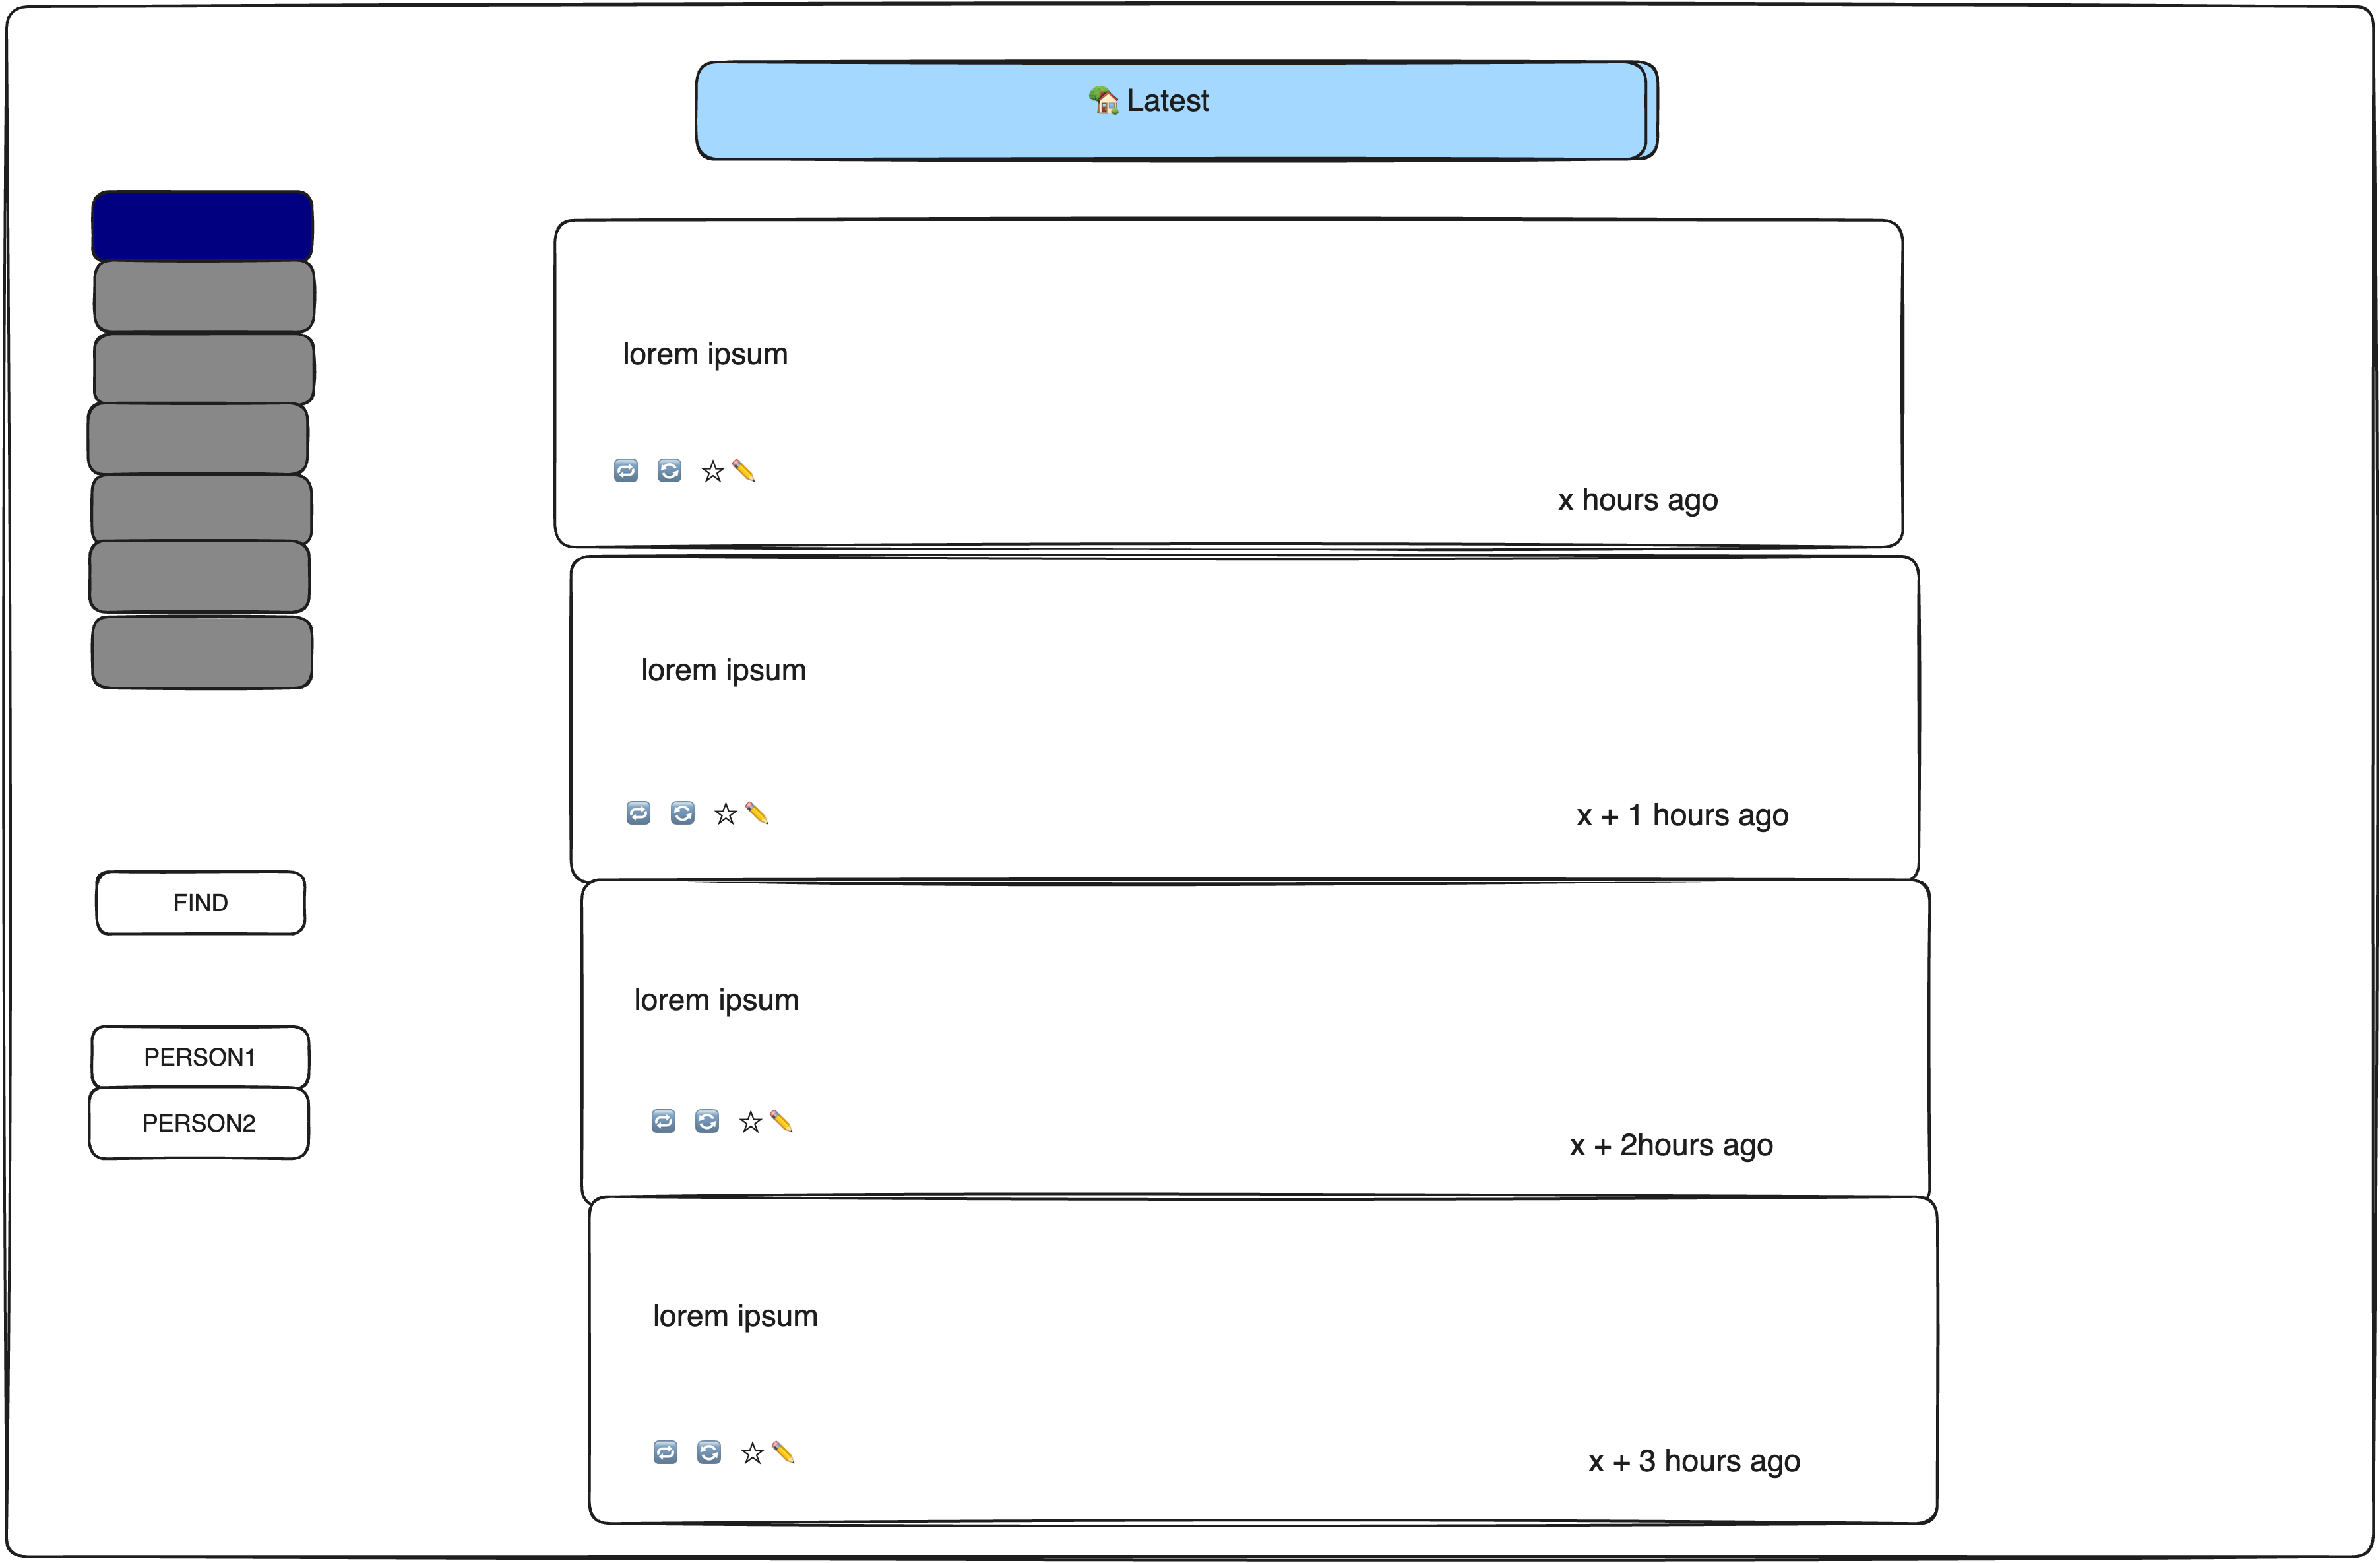 🏡 Latest
lorem ipsum
🔁 🔄 ☆✏️
x hours ago
lorem ipsum
🔁 🔄 ☆✏️
x + 1 hours ago
FIND
lorem ipsum
PERSON1
PERSON2
🔁 🔄 ☆✏️
x + 2hours ago
lorem ipsum
🔁 🔄 ☆✏️
x + 3 hours ago